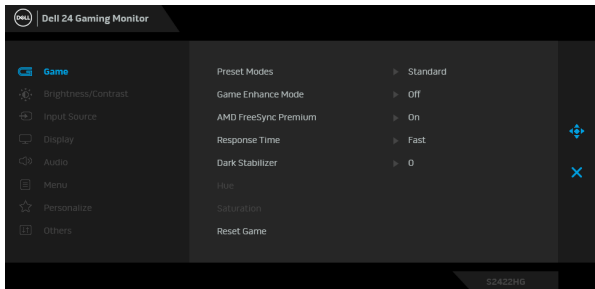 DELL Dell 24 Gaming Monitor
Game
Brightness/Contrast
Input Source
Display
Audio
Menu
Personalize
Others
Preset Modes Standard
Game Enhance Mode Off
AMD FreeSync Premium On
Response Time Fast
Dark Stabilizer 0
Hue
Saturation
Reset Game
S2422HG